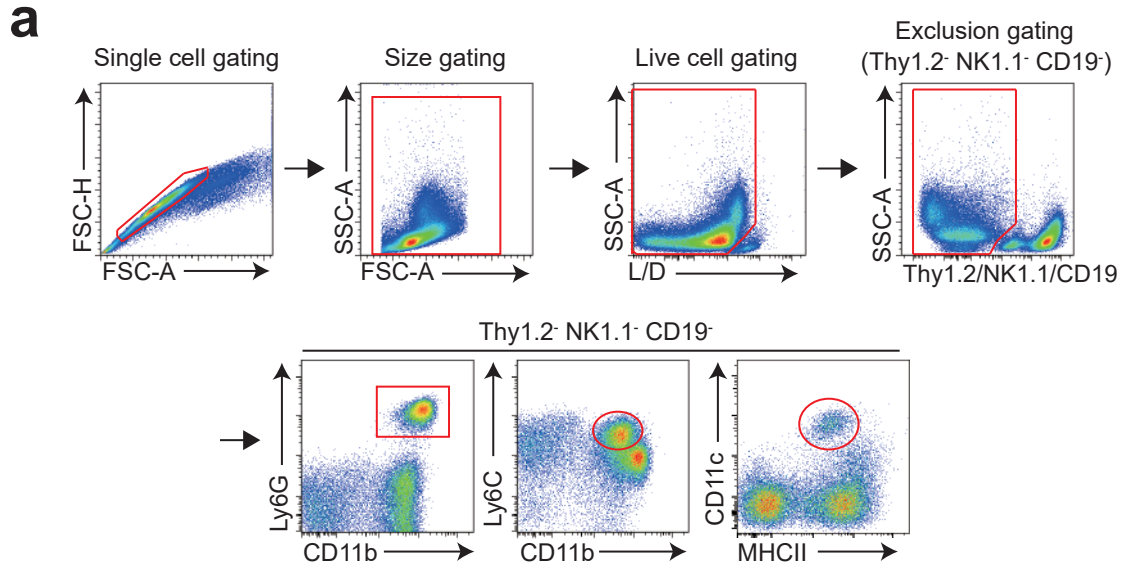 a
Single cell gating
Size gating
Live cell gating
Exclusion gating
(Thy1.2⁻ NK1.1⁻ CD19⁻)
FSC-H
FSC-A
SSC-A
FSC-A
SSC-A
L/D
SSC-A
Thy1.2/NK1.1/CD19
Thy1.2⁻ NK1.1⁻ CD19⁻
Ly6G
CD11b
Ly6C
CD11b
CD11c
MHCII